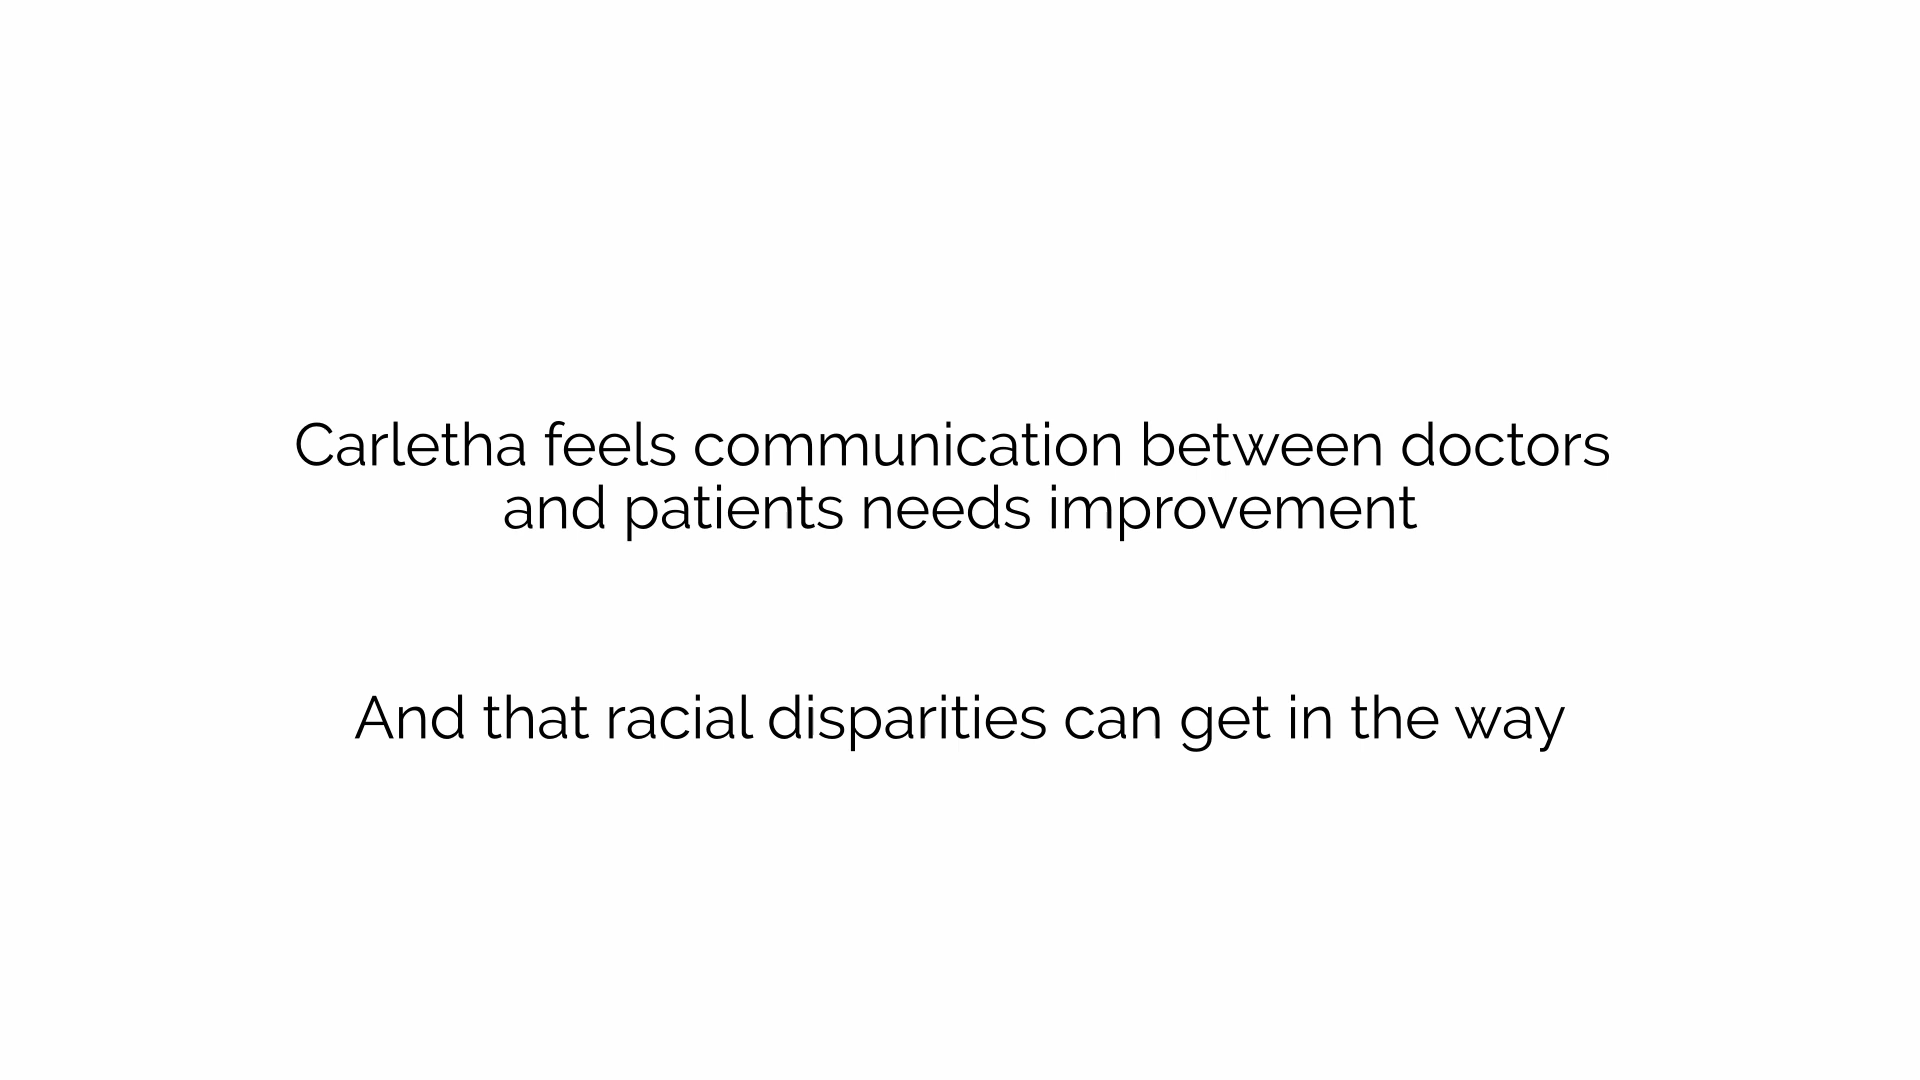 Carletha feels communication between doctors
and patients needs improvement
And that racial disparities can get in the way